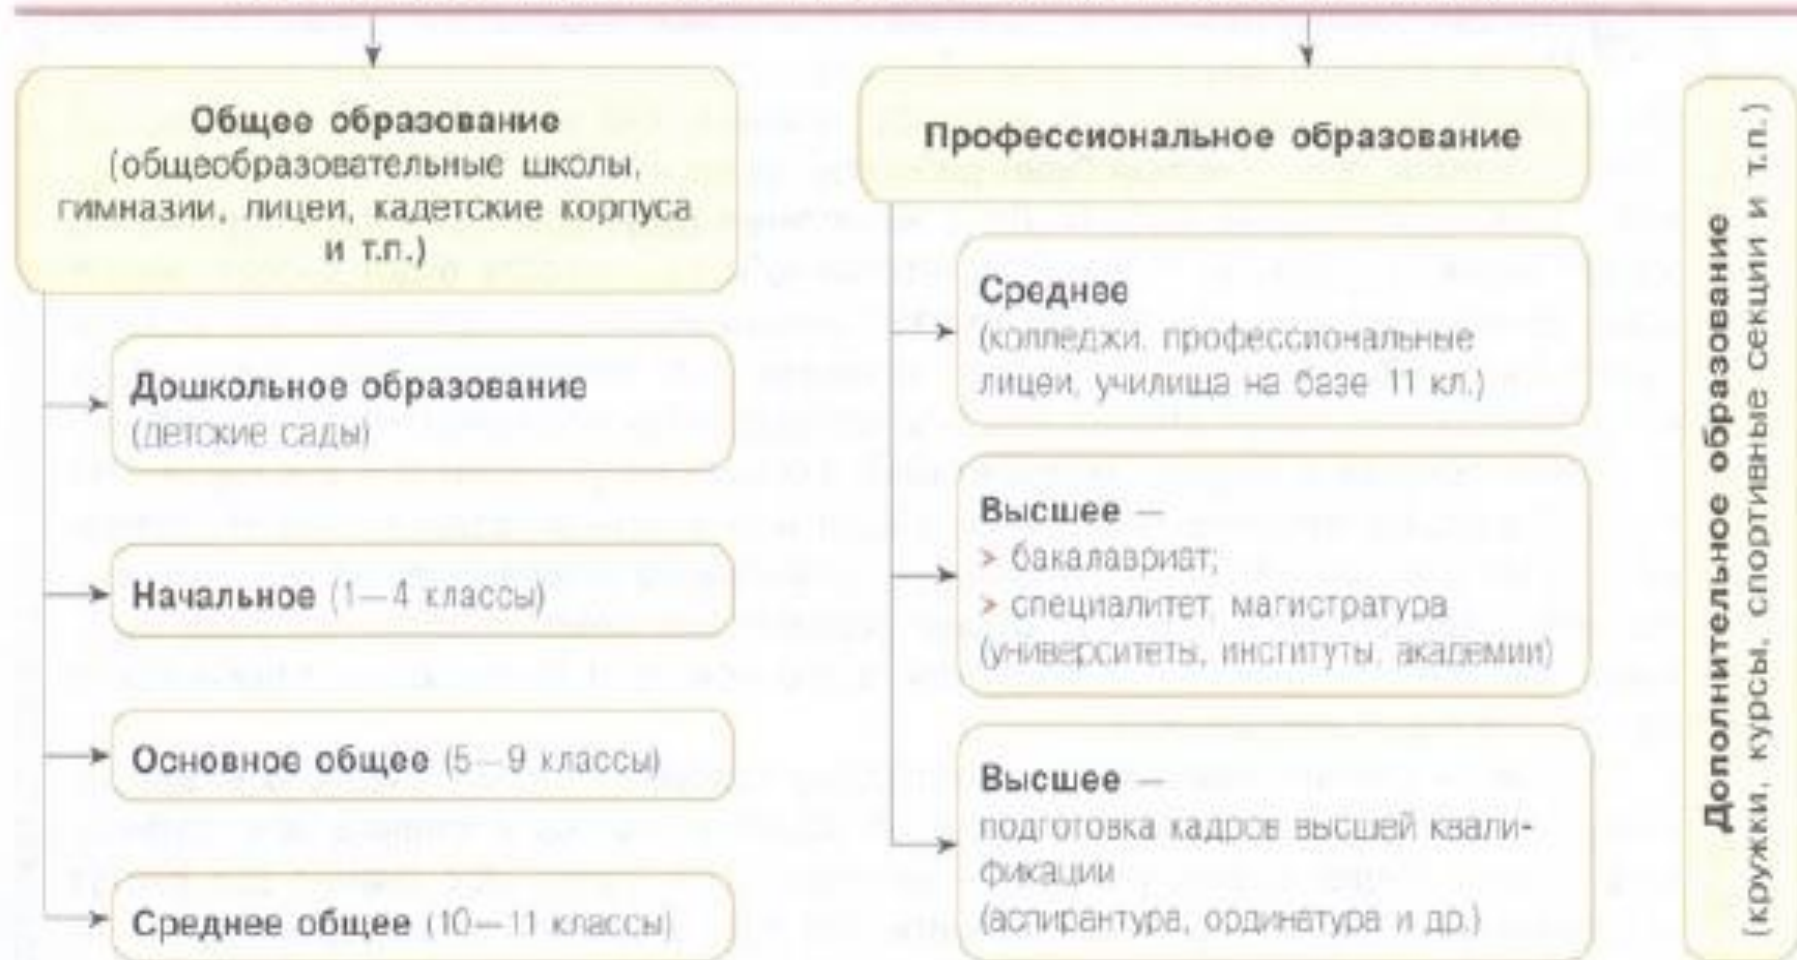 Общее образование
(общеобразовательные школы,
гимназии, лицеи, кадетские корпуса
и т.п.)
Дошкольное образование
(детские сады)
Начальное (1—4 классы)
Основное общее (5—9 классы)
Среднее общее (10—11 классы)
Профессиональное образование
Среднее
(колледжи, профессиональные
лицеи, училища на базе 11 кл.)
Высшее —
> бакалавриат;
> специалитет, магистратура
(университеты, институты, академии)
Высшее —
подготовка кадров высшей квали-
фикации
(аспирантура, ординатура и др.)
Дополнительное образование
(кружки, курсы, спортивные секции и т.п.)